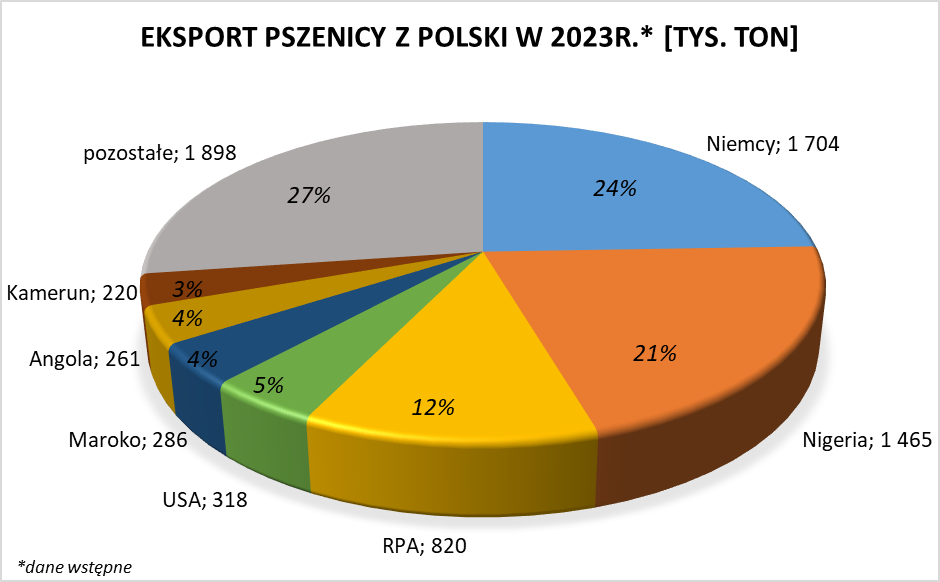 EKSPORT PSZENICY Z POLSKI W 2023R.* [TYS. TON]
Niemcy; 1 704
24%
Nigeria; 1 465
21%
RPA; 820
12%
USA; 318
5%
Maroko; 286
4%
Angola; 261
4%
Kamerun; 220
3%
pozostałe; 1 898
27%
*dane wstępne